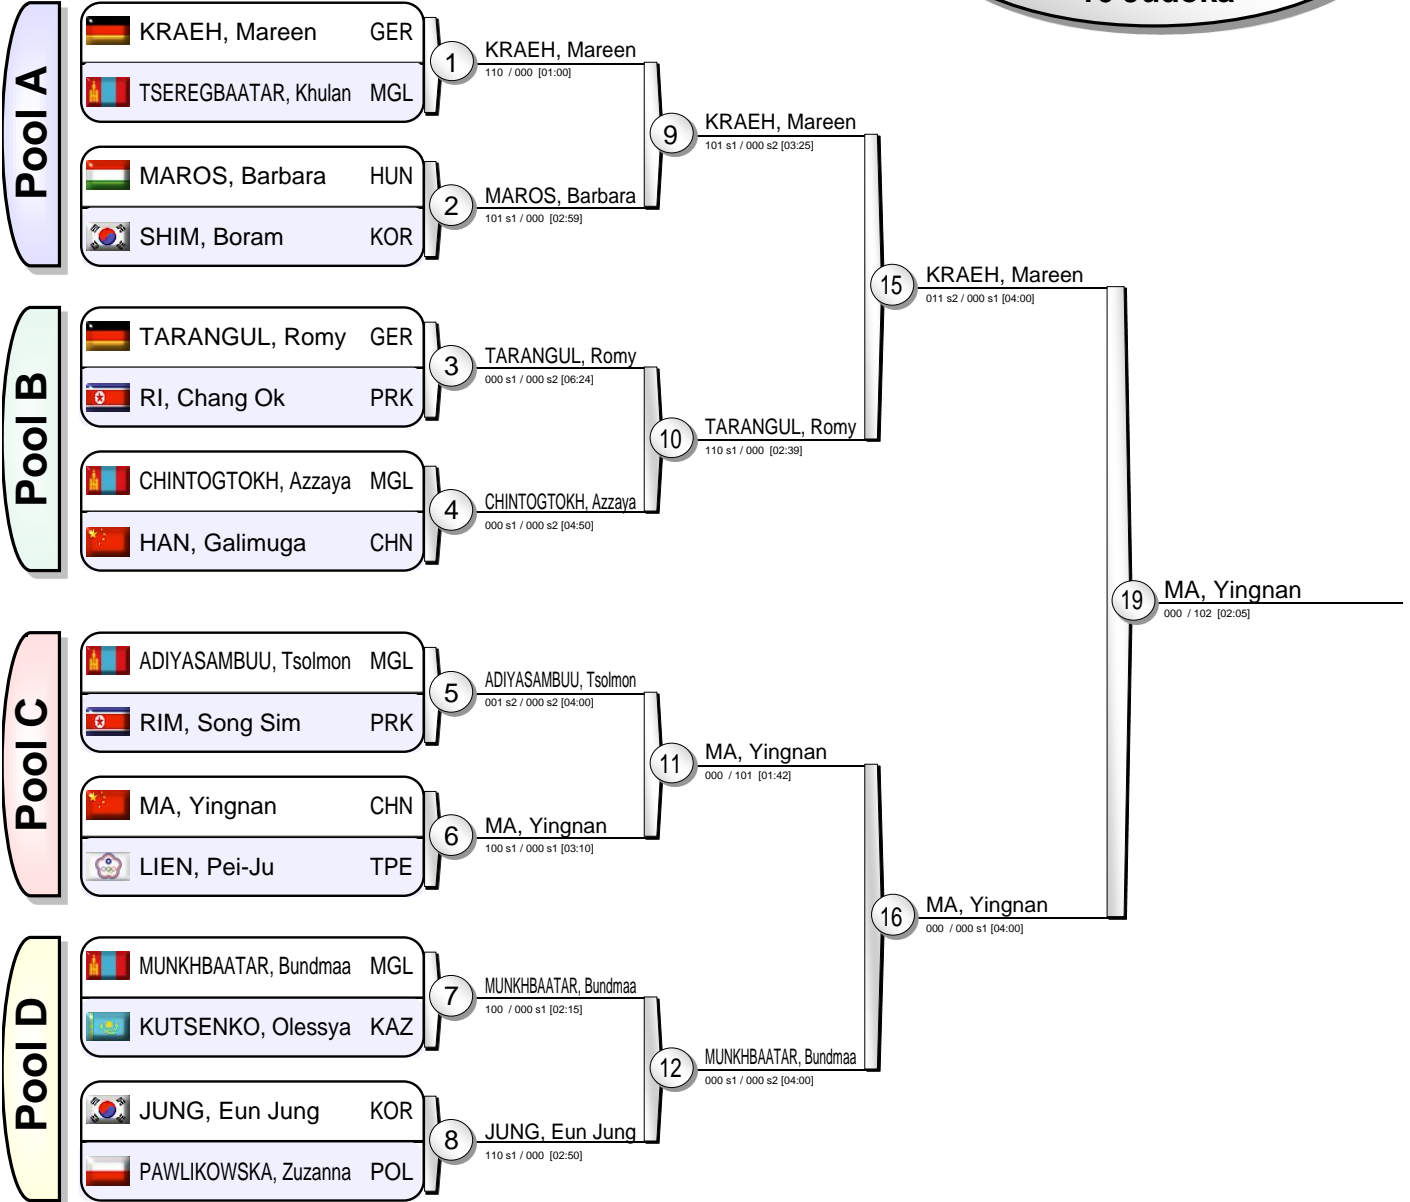 Pool A
KRAEH, Mareen GER
TSEREGBAATAR, Khulan MGL
1
KRAEH, Mareen
110 / 000 [01:00]
MAROS, Barbara HUN
SHIM, Boram KOR
2
MAROS, Barbara
101 s1 / 000 [02:59]
9
KRAEH, Mareen
101 s1 / 000 s2 [03:25]
Pool B
TARANGUL, Romy GER
RI, Chang Ok PRK
3
TARANGUL, Romy
000 s1 / 000 s2 [06:24]
CHINTOGTOKH, Azzaya MGL
HAN, Galimuga CHN
4
CHINTOGTOKH, Azzaya
000 s1 / 000 s2 [04:50]
10
TARANGUL, Romy
110 s1 / 000 [02:39]
15
KRAEH, Mareen
011 s2 / 000 s1 [04:00]
Pool C
ADIYASAMBUU, Tsolmon MGL
RIM, Song Sim PRK
5
ADIYASAMBUU, Tsolmon
001 s2 / 000 s2 [04:00]
MA, Yingnan CHN
LIEN, Pei-Ju TPE
6
MA, Yingnan
100 s1 / 000 s1 [03:10]
11
MA, Yingnan
000 / 101 [01:42]
Pool D
MUNKHBAATAR, Bundmaa MGL
KUTSENKO, Olessya KAZ
7
MUNKHBAATAR, Bundmaa
100 / 000 s1 [02:15]
JUNG, Eun Jung KOR
PAWLIKOWSKA, Zuzanna POL
8
JUNG, Eun Jung
110 s1 / 000 [02:50]
12
MUNKHBAATAR, Bundmaa
000 s1 / 000 s2 [04:00]
16
MA, Yingnan
000 / 000 s1 [04:00]
19
MA, Yingnan
000 / 102 [02:05]